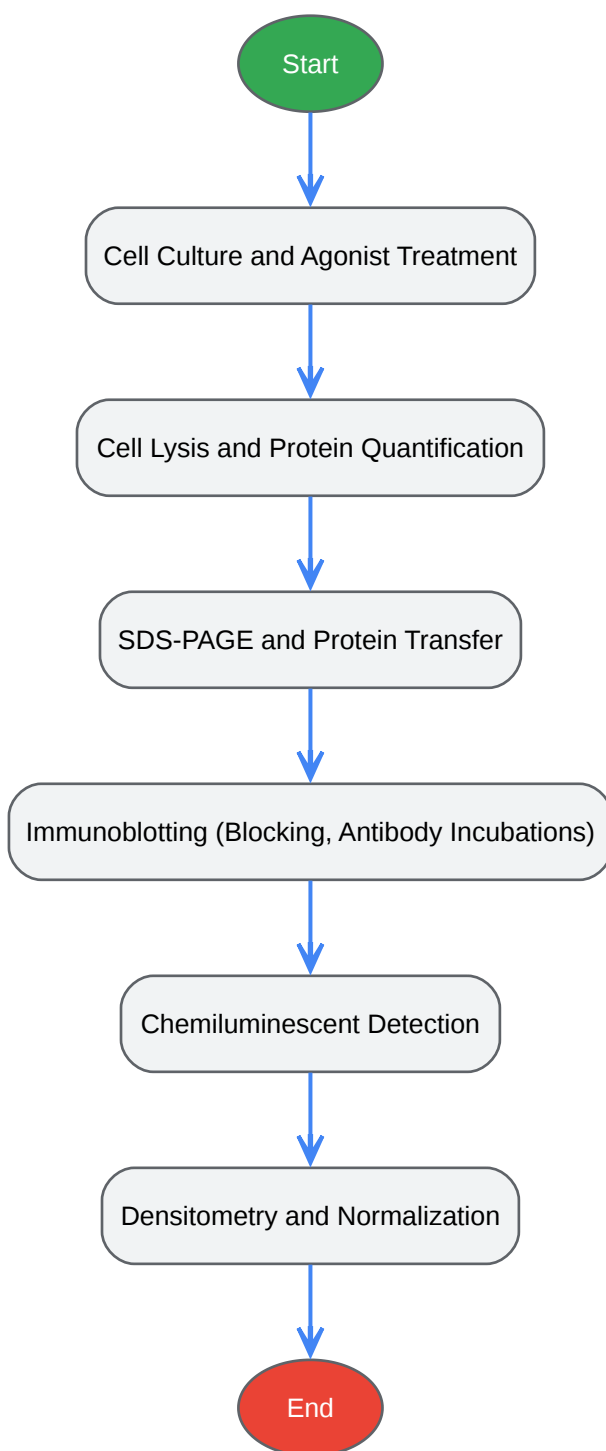 Start
Cell Culture and Agonist Treatment
Cell Lysis and Protein Quantification
SDS-PAGE and Protein Transfer
Immunoblotting (Blocking, Antibody Incubations)
Chemiluminescent Detection
Densitometry and Normalization
End